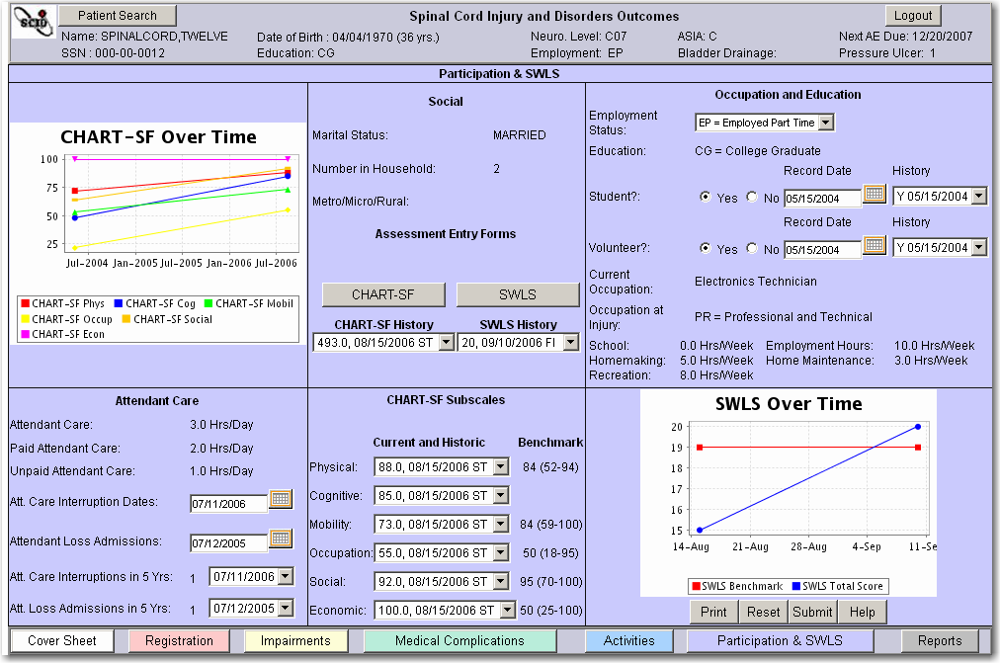 SCID
Patient Search
Spinal Cord Injury and Disorders Outcomes
Logout
Name: SPINALCORD,TWELVE
Date of Birth : 04/04/1970 (36 yrs.)
Neuro. Level: C07
ASIA: C
Next AE Due: 12/20/2007
SSN : 000-00-0012
Education: CG
Employment: EP
Bladder Drainage:
Pressure Ulcer: 1
Participation & SWLS
CHART-SF Over Time
100
75
50
25
Jul-2004 Jan-2005 Jul-2005 Jan-2006 Jul-2006
CHART-SF Phys CHART-SF Cog CHART-SF Mobil
CHART-SF Occup CHART-SF Social
CHART-SF Econ
Social
Marital Status: MARRIED
Number in Household: 2
Metro/Micro/Rural:
Assessment Entry Forms
CHART-SF SWLS
CHART-SF History SWLS History
493.0, 08/15/2006 ST 20, 09/10/2006 FI
Occupation and Education
Employment
Status:
EP = Employed Part Time
Education: CG = College Graduate
Record Date History
Student?: Yes No 05/15/2004 Y 05/15/2004
Record Date History
Volunteer?: Yes No 05/15/2004 Y 05/15/2004
Current
Occupation:
Electronics Technician
Occupation at
Injury:
PR = Professional and Technical
School: 0.0 Hrs/Week Employment Hours: 10.0 Hrs/Week
Homemaking: 5.0 Hrs/Week Home Maintenance: 3.0 Hrs/Week
Recreation: 8.0 Hrs/Week
Attendant Care
Attendant Care: 3.0 Hrs/Day
Paid Attendant Care: 2.0 Hrs/Day
Unpaid Attendant Care: 1.0 Hrs/Day
Att. Care Interruption Dates: 07/11/2006
Attendant Loss Admissions: 07/12/2005
Att. Care Interruptions in 5 Yrs: 1 07/11/2006
Att. Loss Admissions in 5 Yrs: 1 07/12/2005
CHART-SF Subscales
Current and Historic Benchmark
Physical: 88.0, 08/15/2006 ST 84 (52-94)
Cognitive: 85.0, 08/15/2006 ST
Mobility: 73.0, 08/15/2006 ST 84 (59-100)
Occupation: 55.0, 08/15/2006 ST 50 (18-95)
Social: 92.0, 08/15/2006 ST 95 (70-100)
Economic: 100.0, 08/15/2006 ST 50 (25-100)
SWLS Over Time
20
19
18
17
16
15
14-Aug 21-Aug 28-Aug 4-Sep 11-Se
SWLS Benchmark SWLS Total Score
Print Reset Submit Help
Cover Sheet Registration Impairments Medical Complications Activities Participation & SWLS Reports